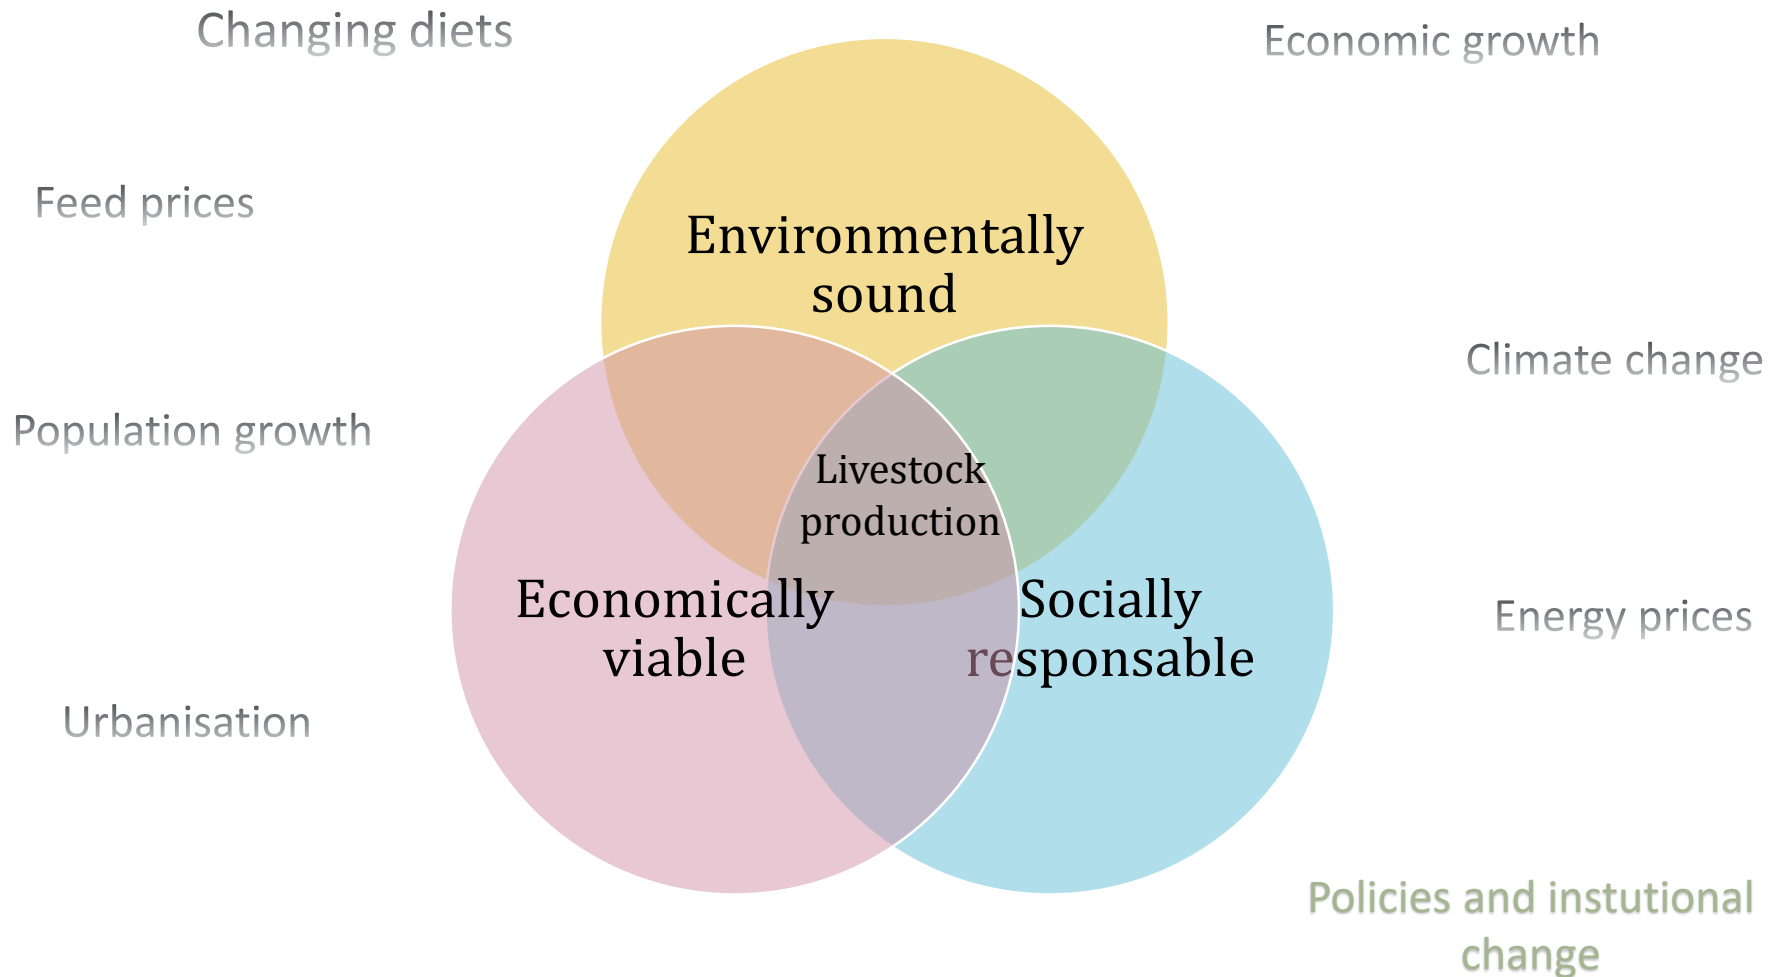 Changing diets
Economic growth
Feed prices
Environmentally
sound
Climate change
Population growth
Livestock
production
Economically
viable
Socially
responsable
Energy prices
Urbanisation
Policies and instutional
change